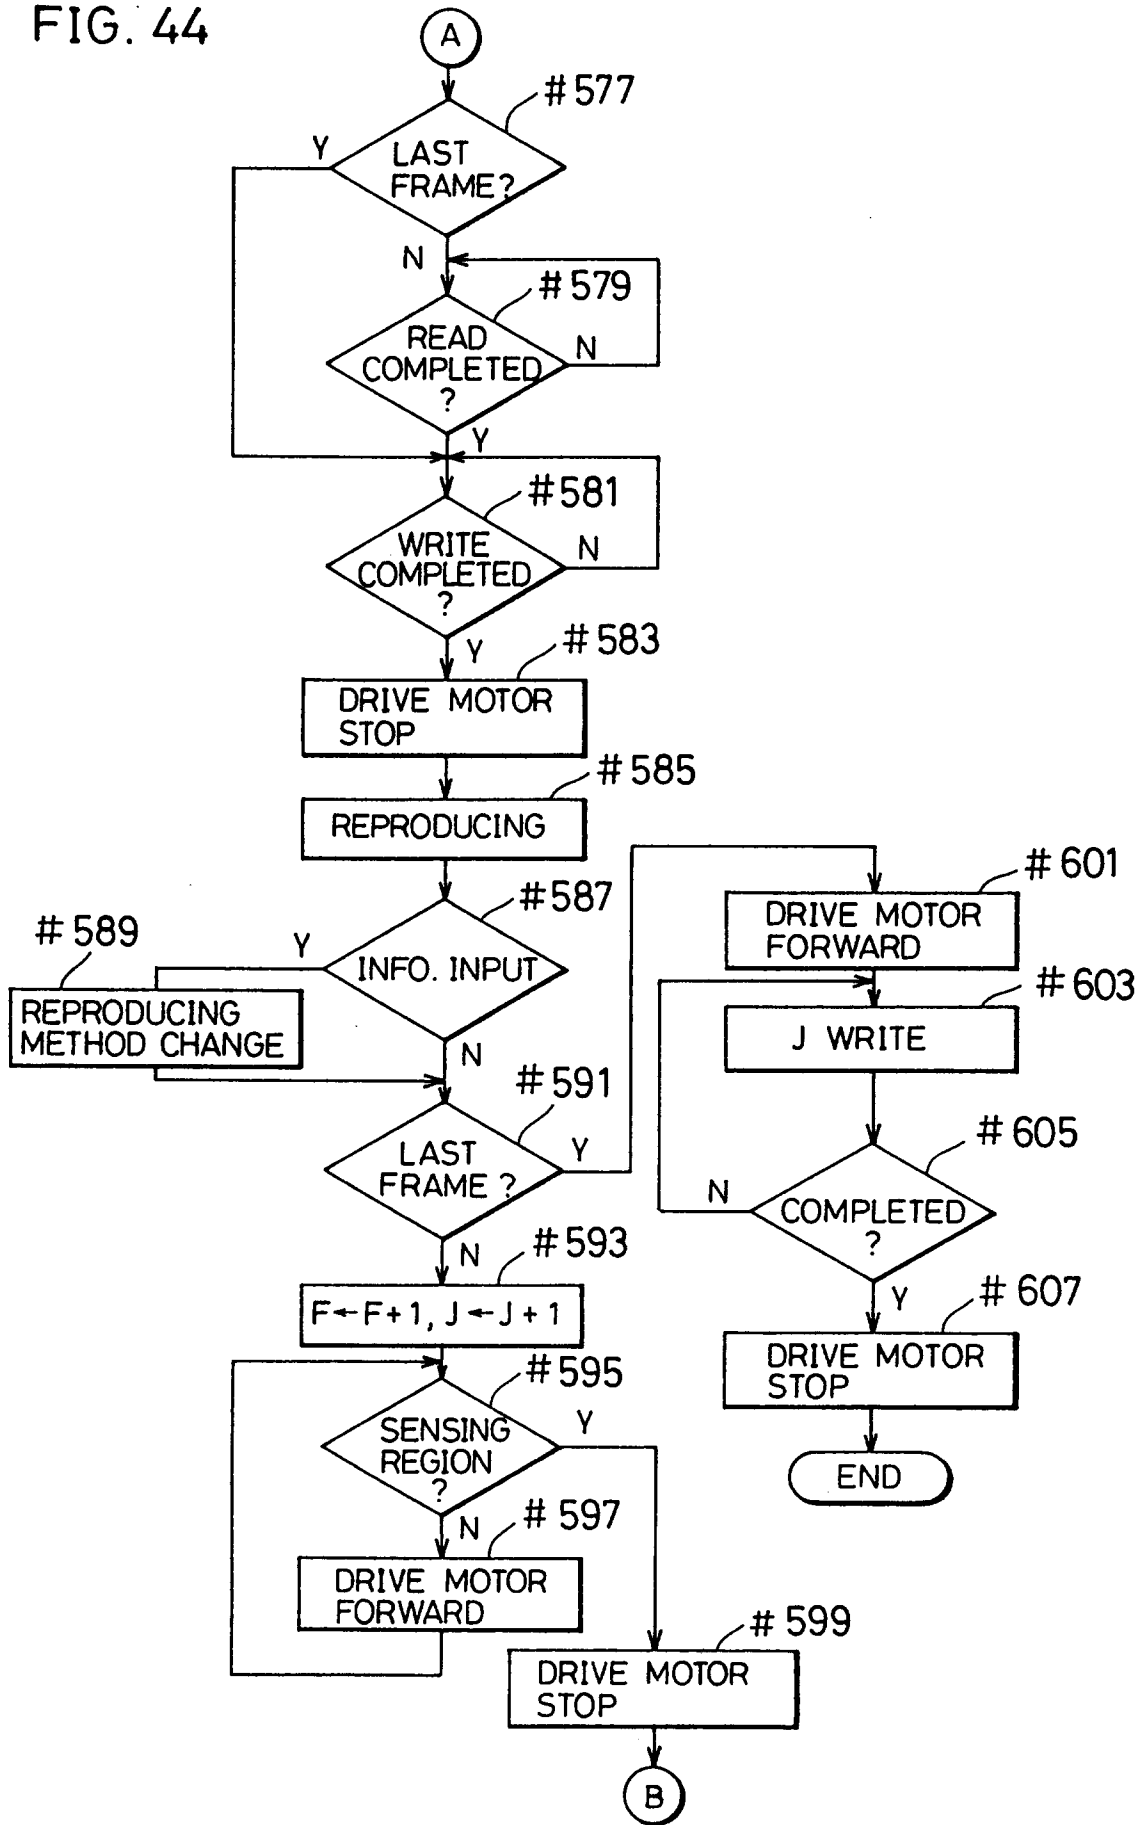 FIG. 44
A
#577
Y
LAST
FRAME?
N
#579
READ
COMPLETED
?
N
Y
#581
WRITE
COMPLETED
?
N
Y
#583
DRIVE MOTOR
STOP
#585
REPRODUCING
#587
INFO. INPUT
Y
#589
REPRODUCING
METHOD CHANGE
N
#591
LAST
FRAME?
Y
N
#593
F←F+1, J←J+1
#595
SENSING
REGION
?
Y
N
#597
DRIVE MOTOR
FORWARD
#599
DRIVE MOTOR
STOP
B
#601
DRIVE MOTOR
FORWARD
#603
J WRITE
#605
COMPLETED
?
N
Y
#607
DRIVE MOTOR
STOP
END